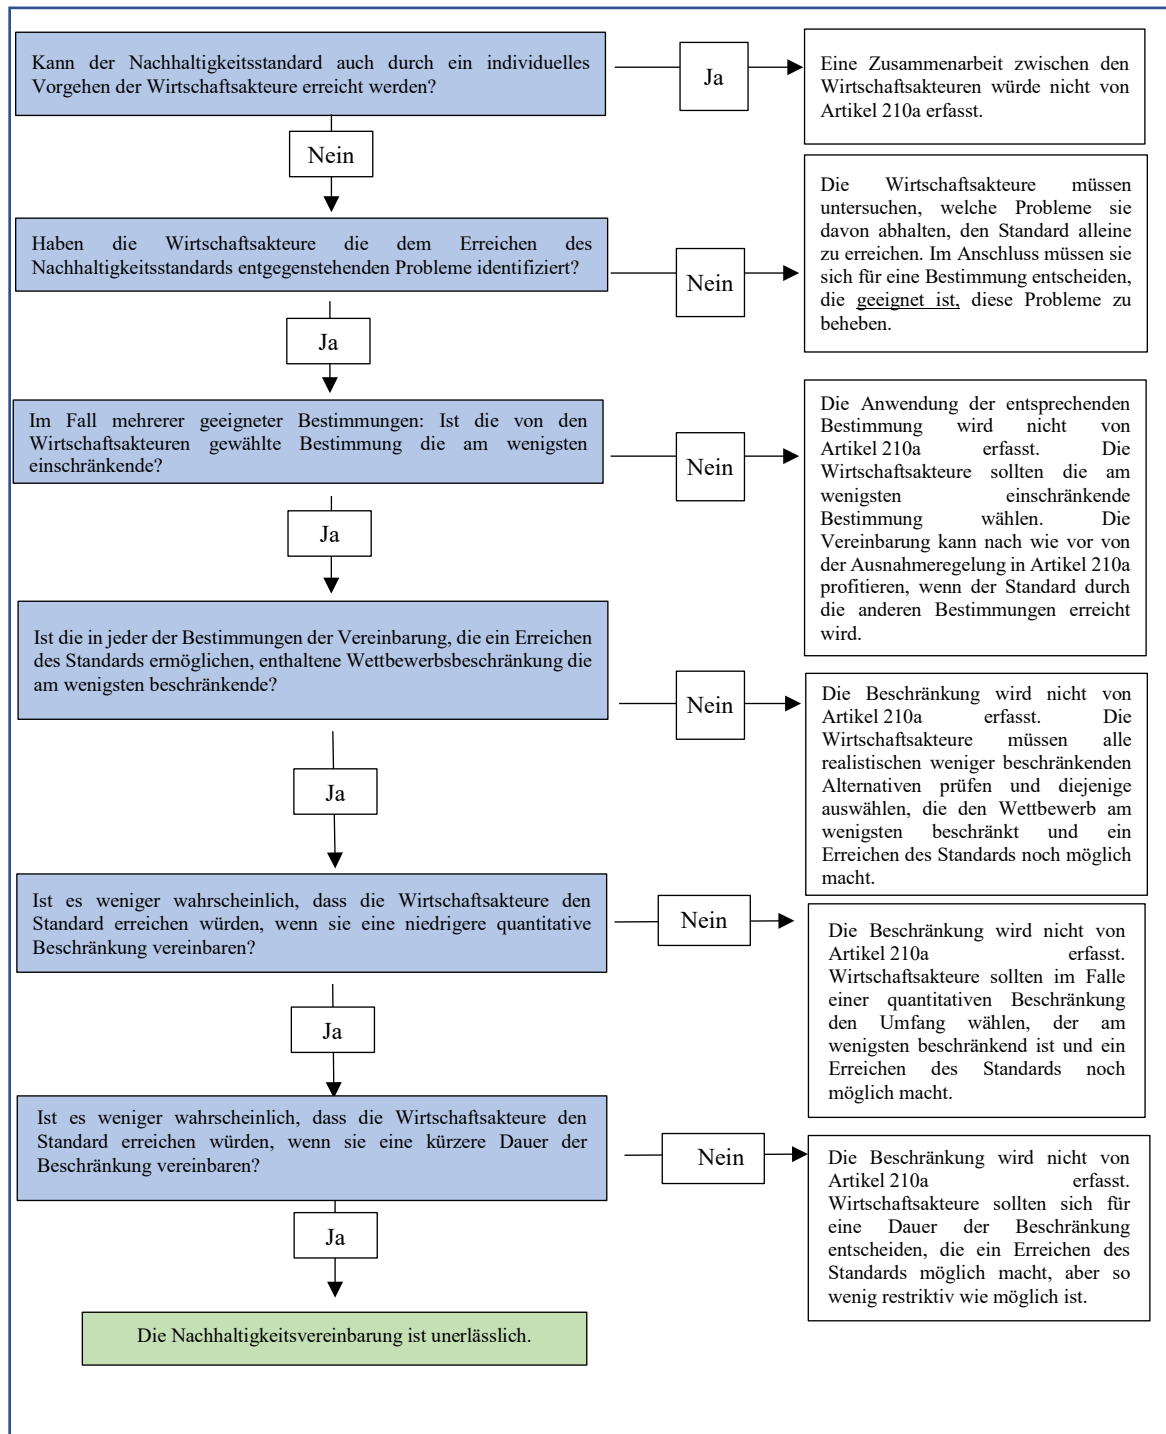 Kann der Nachhaltigkeitsstandard auch durch ein individuelles
Vorgehen der Wirtschaftsakteure erreicht werden?
Ja
Eine Zusammenarbeit zwischen den
Wirtschaftsakteuren würde nicht von
Artikel 210a erfasst.
Nein
Haben die Wirtschaftsakteure die dem Erreichen des
Nachhaltigkeitsstandards entgegenstehenden Probleme identifiziert?
Nein
Die Wirtschaftsakteure müssen
untersuchen, welche Probleme sie
davon abhalten, den Standard alleine
zu erreichen. Im Anschluss müssen sie
sich für eine Bestimmung entscheiden,
die geeignet ist, diese Probleme zu
beheben.
Ja
Im Fall mehrerer geeigneter Bestimmungen: Ist die von den
Wirtschaftsakteuren gewählte Bestimmung die am wenigsten
einschränkende?
Nein
Die Anwendung der entsprechenden
Bestimmung wird nicht von
Artikel 210a erfasst. Die
Wirtschaftsakteure sollten die am
wenigsten einschränkende
Bestimmung wählen. Die
Vereinbarung kann nach wie vor von
der Ausnahmeregelung in Artikel 210a
profitieren, wenn der Standard durch
die anderen Bestimmungen erreicht
wird.
Ja
Ist die in jeder der Bestimmungen der Vereinbarung, die ein Erreichen
des Standards ermöglichen, enthaltene Wettbewerbsbeschränkung die
am wenigsten beschränkende?
Nein
Die Beschränkung wird nicht von
Artikel 210a erfasst. Die
Wirtschaftsakteure müssen alle
realistischen weniger beschränkenden
Alternativen prüfen und diejenige
auswählen, die den Wettbewerb am
wenigsten beschränkt und ein
Erreichen des Standards noch möglich
macht.
Ja
Ist es weniger wahrscheinlich, dass die Wirtschaftsakteure den
Standard erreichen würden, wenn sie eine niedrigere quantitative
Beschränkung vereinbaren?
Nein
Die Beschränkung wird nicht von
Artikel 210a erfasst.
Wirtschaftsakteure sollten im Falle
einer quantitativen Beschränkung
den Umfang wählen, der am
wenigsten beschränkend ist und ein
Erreichen des Standards noch
möglich macht.
Ja
Ist es weniger wahrscheinlich, dass die Wirtschaftsakteure den
Standard erreichen würden, wenn sie eine kürzere Dauer der
Beschränkung vereinbaren?
Nein
Die Beschränkung wird nicht von
Artikel 210a erfasst.
Wirtschaftsakteure sollten sich für
eine Dauer der Beschränkung
entscheiden, die ein Erreichen des
Standards möglich macht, aber so
wenig restriktiv wie möglich ist.
Ja
Die Nachhaltigkeitsvereinbarung ist unerlässlich.